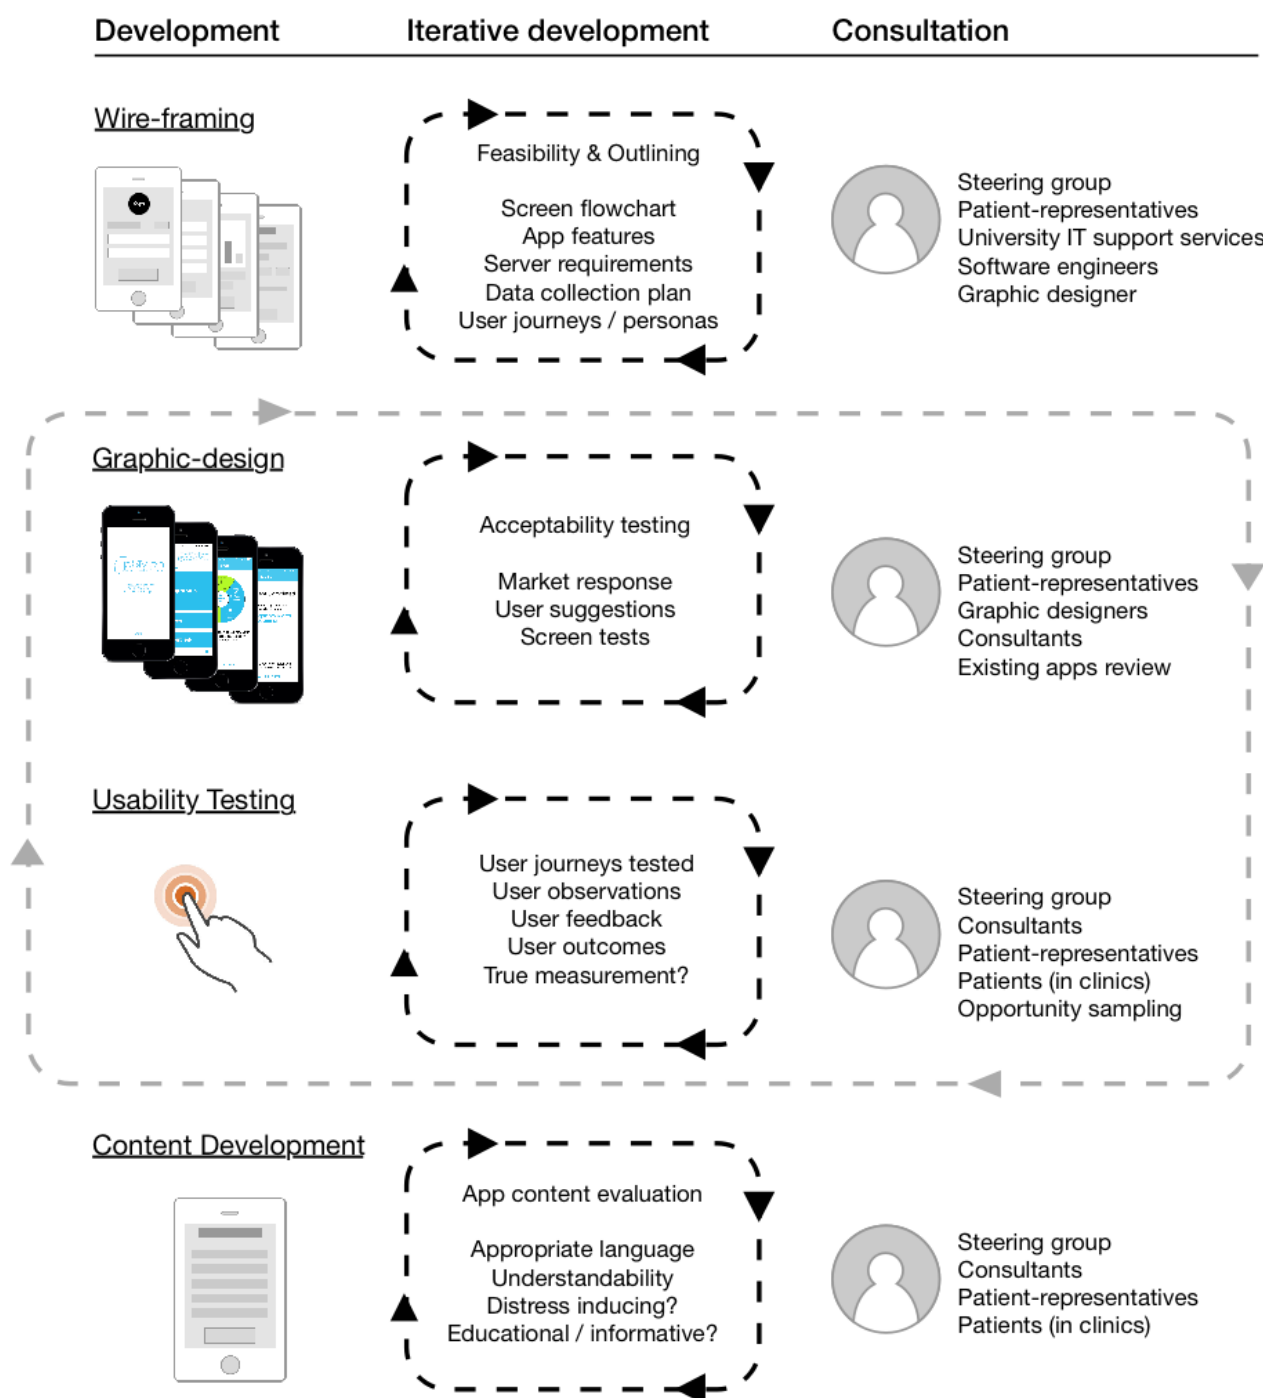 Development
Iterative development
Consultation
Wire-framing
Feasibility & Outlining
Screen flowchart
App features
Server requirements
Data collection plan
User journeys / personas
Steering group
Patient-representatives
University IT support services
Software engineers
Graphic designer
Graphic-design
Acceptability testing
Market response
User suggestions
Screen tests
Steering group
Patient-representatives
Graphic designers
Consultants
Existing apps review
Usability Testing
User journeys tested
User observations
User feedback
User outcomes
True measurement?
Steering group
Consultants
Patient-representatives
Patients (in clinics)
Opportunity sampling
Content Development
App content evaluation
Appropriate language
Understandability
Distress inducing?
Educational / informative?
Steering group
Consultants
Patient-representatives
Patients (in clinics)